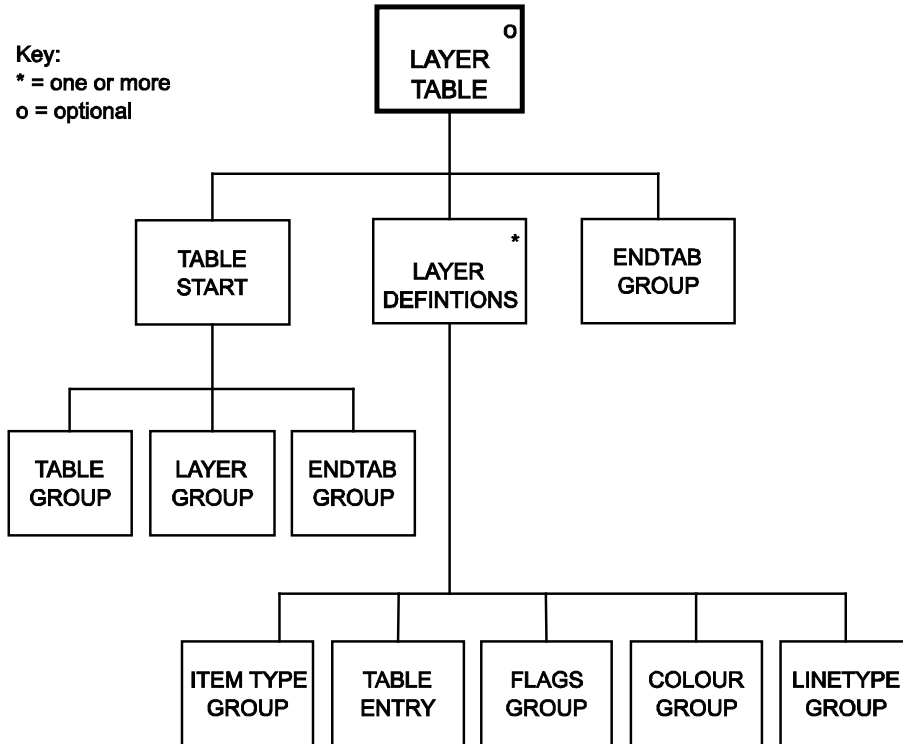 Key:
* = one or more
o = optional
o
LAYER
TABLE
TABLE
START
*
LAYER
DEFINTIONS
ENDTAB
GROUP
TABLE
GROUP
LAYER
GROUP
ENDTAB
GROUP
ITEM TYPE
GROUP
TABLE
ENTRY
FLAGS
GROUP
COLOUR
GROUP
LINETYPE
GROUP